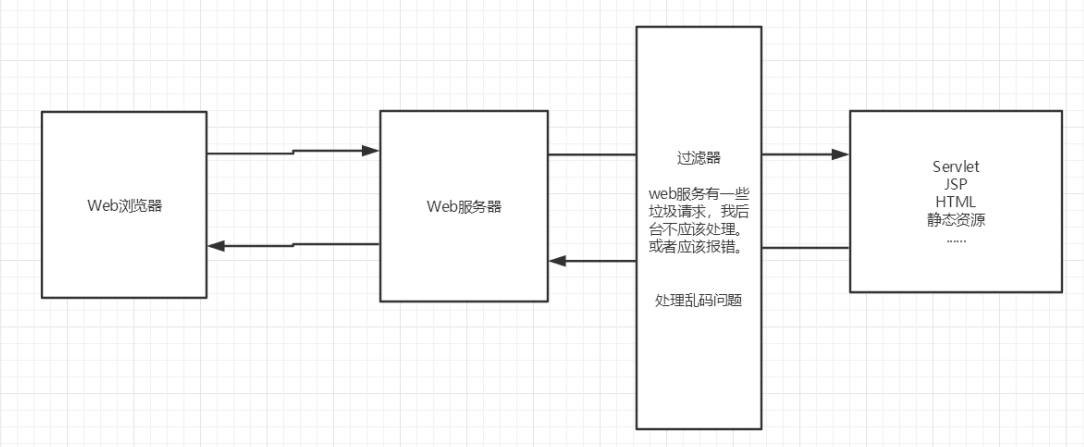 Web浏览器
Web服务器
过滤器
web服务有一些
垃圾请求，我后
台不应该处理。
或者应该报错。
处理乱码问题
Servlet
JSP
HTML
静态资源
......